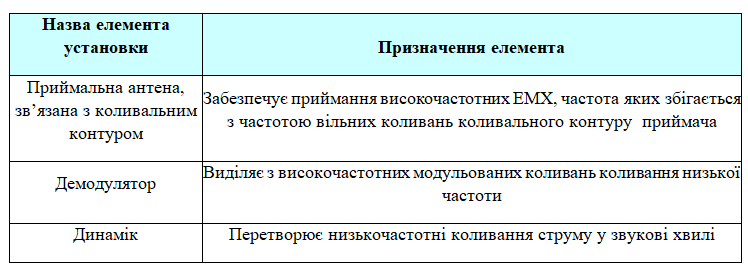 Назва елемента
установки
Призначення елемента
Приймальна антена,
зв’язана з коливальним
контуром
Забезпечує приймання високочастотних ЕМХ, частота яких збігається
з частотою вільних коливань коливального контуру приймача
Демодулятор
Виділяє з високочастотних модульованих коливань коливання низької
частоти
Динамік
Перетворює низькочастотні коливання струму у звукові хвилі